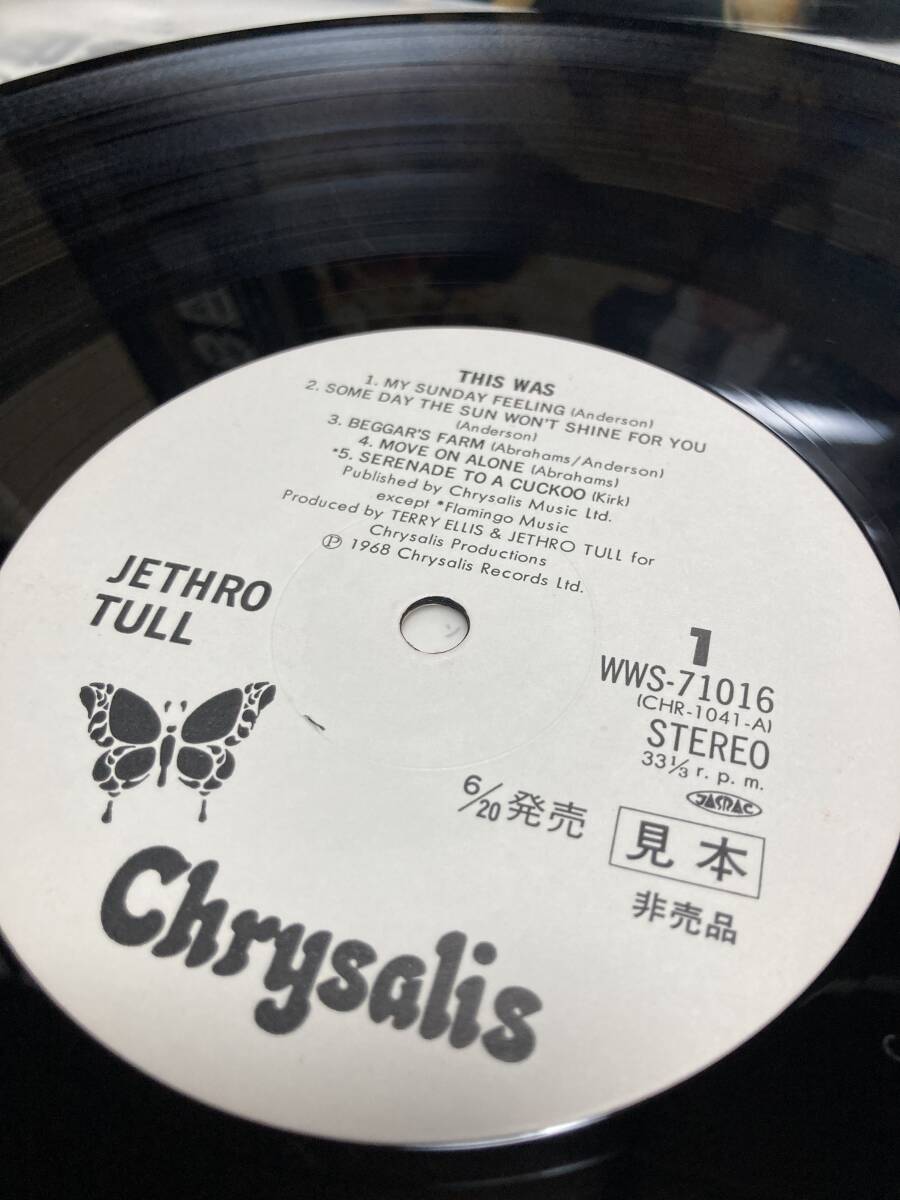 THIS WAS
1. MY SUNDAY FEELING (Anderson)
2. SOME DAY THE SUN WON'T SHINE FOR YOU
(Anderson)
3. BEGGAR'S FARM (Abrahams/Anderson)
4. MOVE ON ALONE (Abrahams)
*5. SERENADE TO A CUCKOO (Kirk)
Published by Chrysalis Music Ltd.
except *Flamingo Music
Produced by TERRY ELLIS & JETHRO TULL for
Chrysalis Productions
℗ 1968 Chrysalis Records Ltd.
JETHRO
TULL
1
WWS-71016
(CHR-1041-A)
STEREO
33⅓ r. p. m.
JASRAC
6/20 発売
見本
非売品
Chrysalis